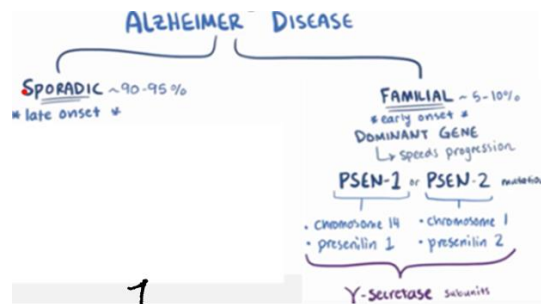 ALZHEIMER DISEASE
SPORADIC ~90-95%
* late onset *
FAMILIAL ~5-10%
* early onset *
DOMINANT GENE
↳ speeds progression
PSEN-1 or PSEN-2 mutation
• chromosome 14
• presenilin 1
• chromosome 1
• presenilin 2
γ-secretase subunits
1